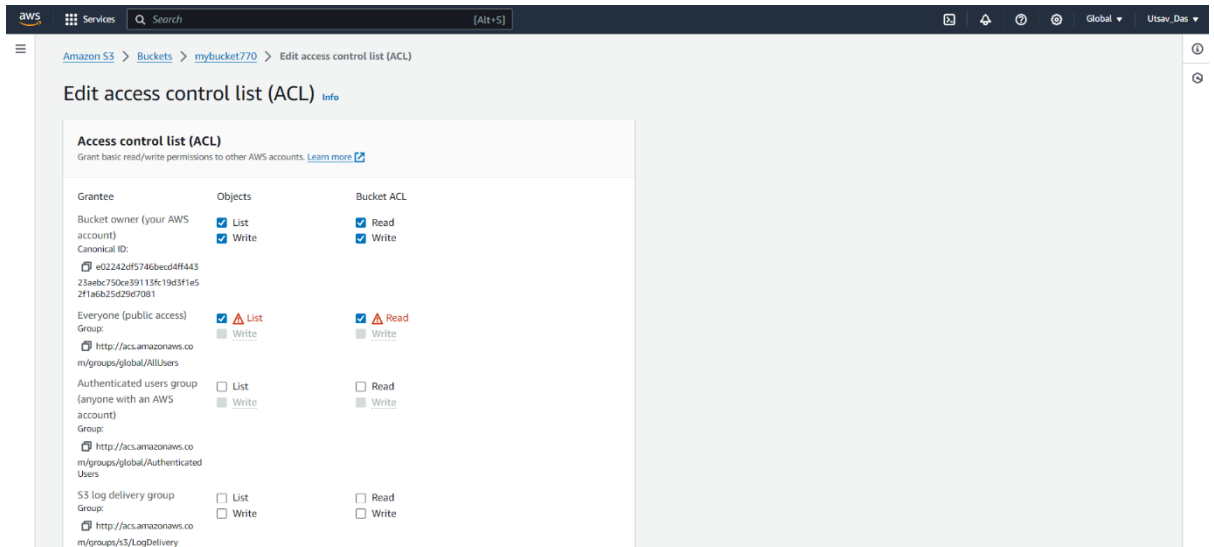 aws Services Search [Alt+S] Global Utsav_Das
Amazon S3 > Buckets > mybucket770 > Edit access control list (ACL)
Edit access control list (ACL) Info
Access control list (ACL)
Grant basic read/write permissions to other AWS accounts. Learn more
Grantee Objects Bucket ACL
Bucket owner (your AWS List Read
account) Write Write
Canonical ID:
e02242df5746becd4ff443
23aebc750ce39113fc19d3f1e5
2f1a6b25d29d7081
Everyone (public access) List Read
Group: Write Write
http://acs.amazonaws.co
m/groups/global/AllUsers
Authenticated users group List Read
(anyone with an AWS Write Write
account)
Group:
http://acs.amazonaws.co
m/groups/global/Authenticated
Users
S3 log delivery group List Read
Group: Write Write
http://acs.amazonaws.co
m/groups/s3/LogDelivery